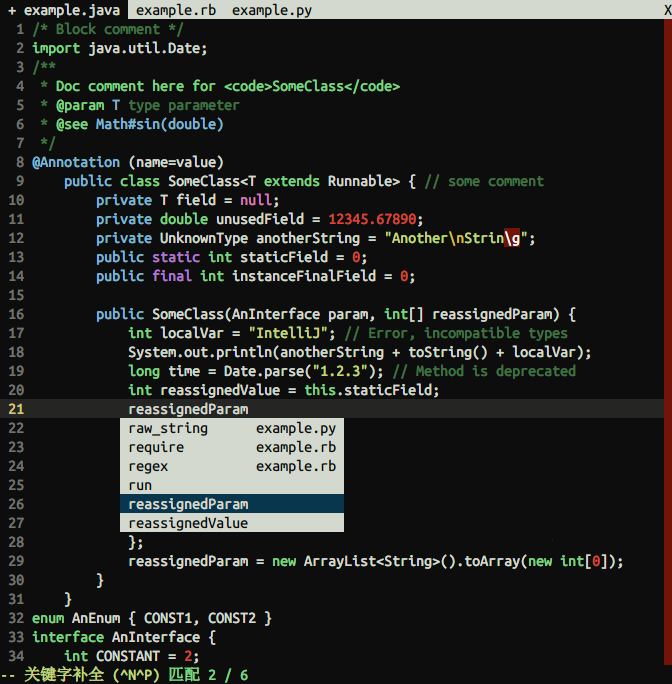 + example.java example.rb example.py X
1 /* Block comment */
2 import java.util.Date;
3 /**
4  * Doc comment here for <code>SomeClass</code>
5  * @param T type parameter
6  * @see Math#sin(double)
7  */
8 @Annotation (name=value)
9     public class SomeClass<T extends Runnable> { // some comment
10         private T field = null;
11         private double unusedField = 12345.67890;
12         private UnknownType anotherString = "Another\nStrin\g";
13         public static int staticField = 0;
14         public final int instanceFinalField = 0;
15
16         public SomeClass(AnInterface param, int[] reassignedParam) {
17             int localVar = "IntelliJ"; // Error, incompatible types
18             System.out.println(anotherString + toString() + localVar);
19             long time = Date.parse("1.2.3"); // Method is deprecated
20             int reassignedValue = this.staticField;
21             reassignedParam
22             raw_string      example.py
23             require         example.rb
24             regex           example.rb
25             run
26             reassignedParam
27             reassignedValue
28             };
29             reassignedParam = new ArrayList<String>().toArray(new int[0]);
30         }
31     }
32 enum AnEnum { CONST1, CONST2 }
33 interface AnInterface {
34     int CONSTANT = 2;
-- 关键字补全 (^N^P) 匹配 2 / 6